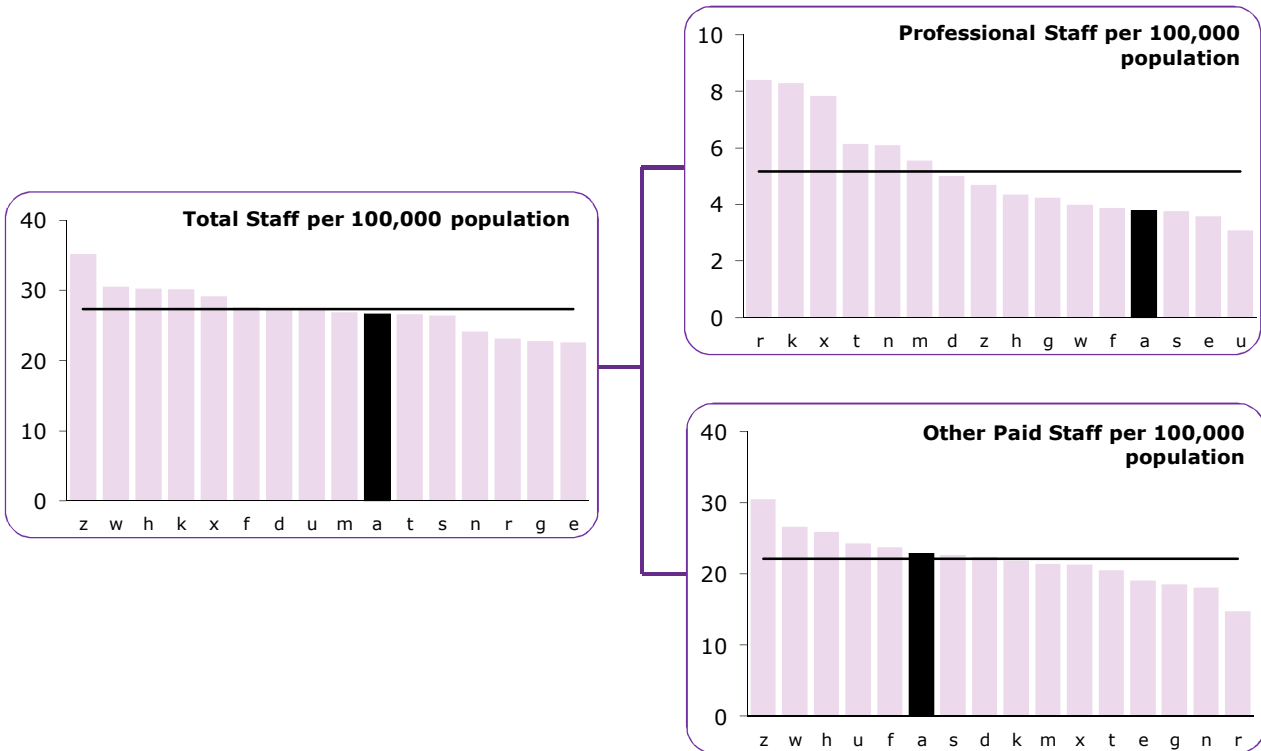 Total Staff per 100,000 population
40
30
20
10
0
z w h k x f d u m a t s n r g e
Professional Staff per 100,000
population
10
8
6
4
2
0
r k x t n m d z h g w f a s e u
Other Paid Staff per 100,000
population
40
30
20
10
0
z w h u f a s d k m x t e g n r